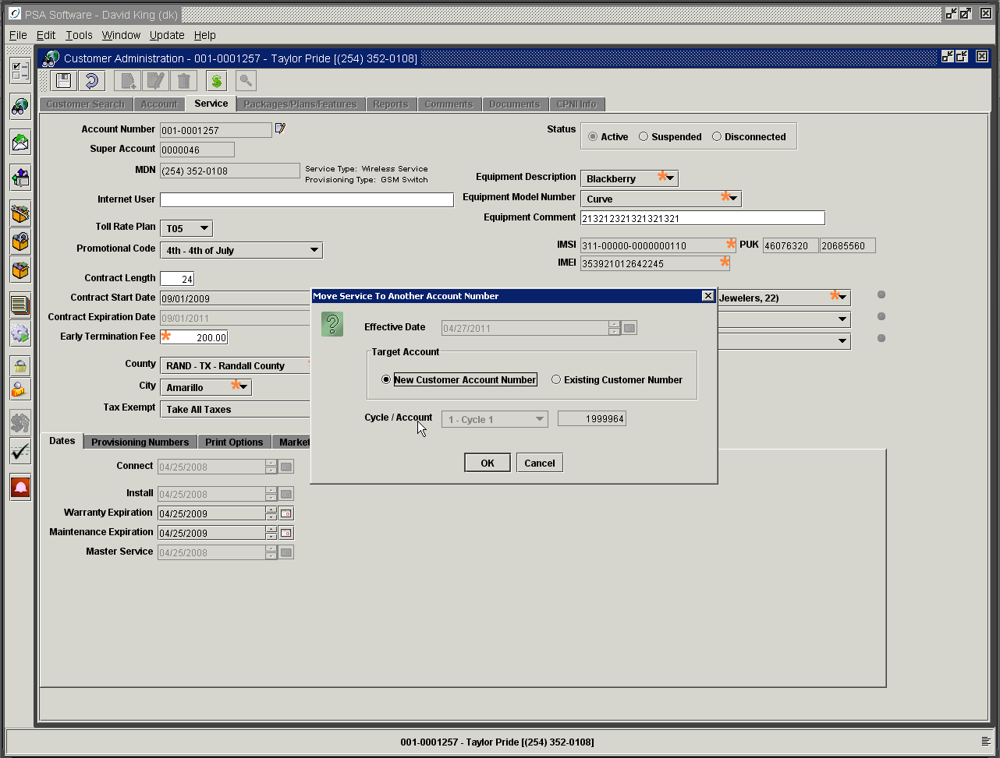 PSA Software - David King (dk)
File Edit Tools Window Update Help
Customer Administration - 001-0001257 - Taylor Pride [(254) 352-0108]
Customer Search Account Service Packages/Plans/Features Reports Comments Documents CPNI Info
Account Number 001-0001257
Super Account 0000046
MDN (254) 352-0108
Service Type: Wireless Service
Provisioning Type: GSM Switch
Internet User
Toll Rate Plan T05
Promotional Code 4th - 4th of July
Contract Length 24
Contract Start Date 09/01/2009
Contract Expiration Date 09/01/2011
Early Termination Fee 200.00
County RAND - TX - Randall County
City Amarillo
Tax Exempt Take All Taxes
Status Active Suspended Disconnected
Equipment Description Blackberry
Equipment Model Number Curve
Equipment Comment 213212321321321321
IMSI 311-00000-0000000110 PUK 46076320 20685560
IMEI 353921012642245
Jewelers, 22)
Move Service To Another Account Number
Effective Date 04/27/2011
Target Account
New Customer Account Number Existing Customer Number
Cycle / Account 1 - Cycle 1 1999964
OK Cancel
Dates Provisioning Numbers Print Options Market
Connect 04/25/2008
Install 04/25/2008
Warranty Expiration 04/25/2009
Maintenance Expiration 04/25/2009
Master Service 04/25/2008
001-0001257 - Taylor Pride [(254) 352-0108]